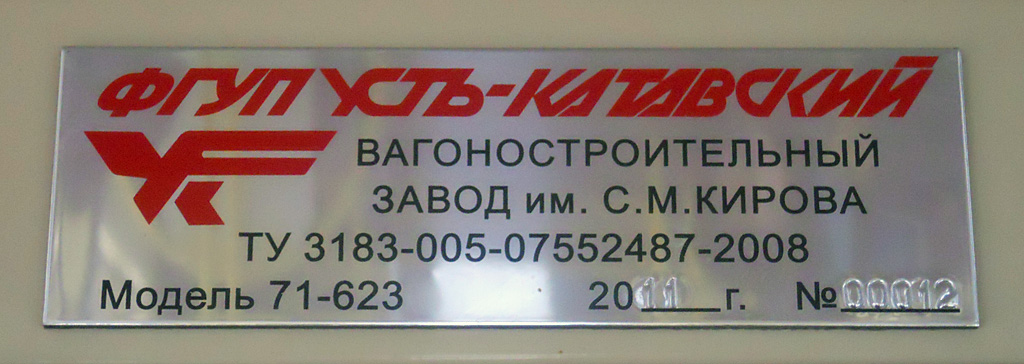 ФГУП УСТЬ-КАТАВСКИЙ
ВАГОНОСТРОИТЕЛЬНЫЙ
ЗАВОД им. С.М.КИРОВА
ТУ 3183-005-07552487-2008
Модель 71-623 2011 г. №00012